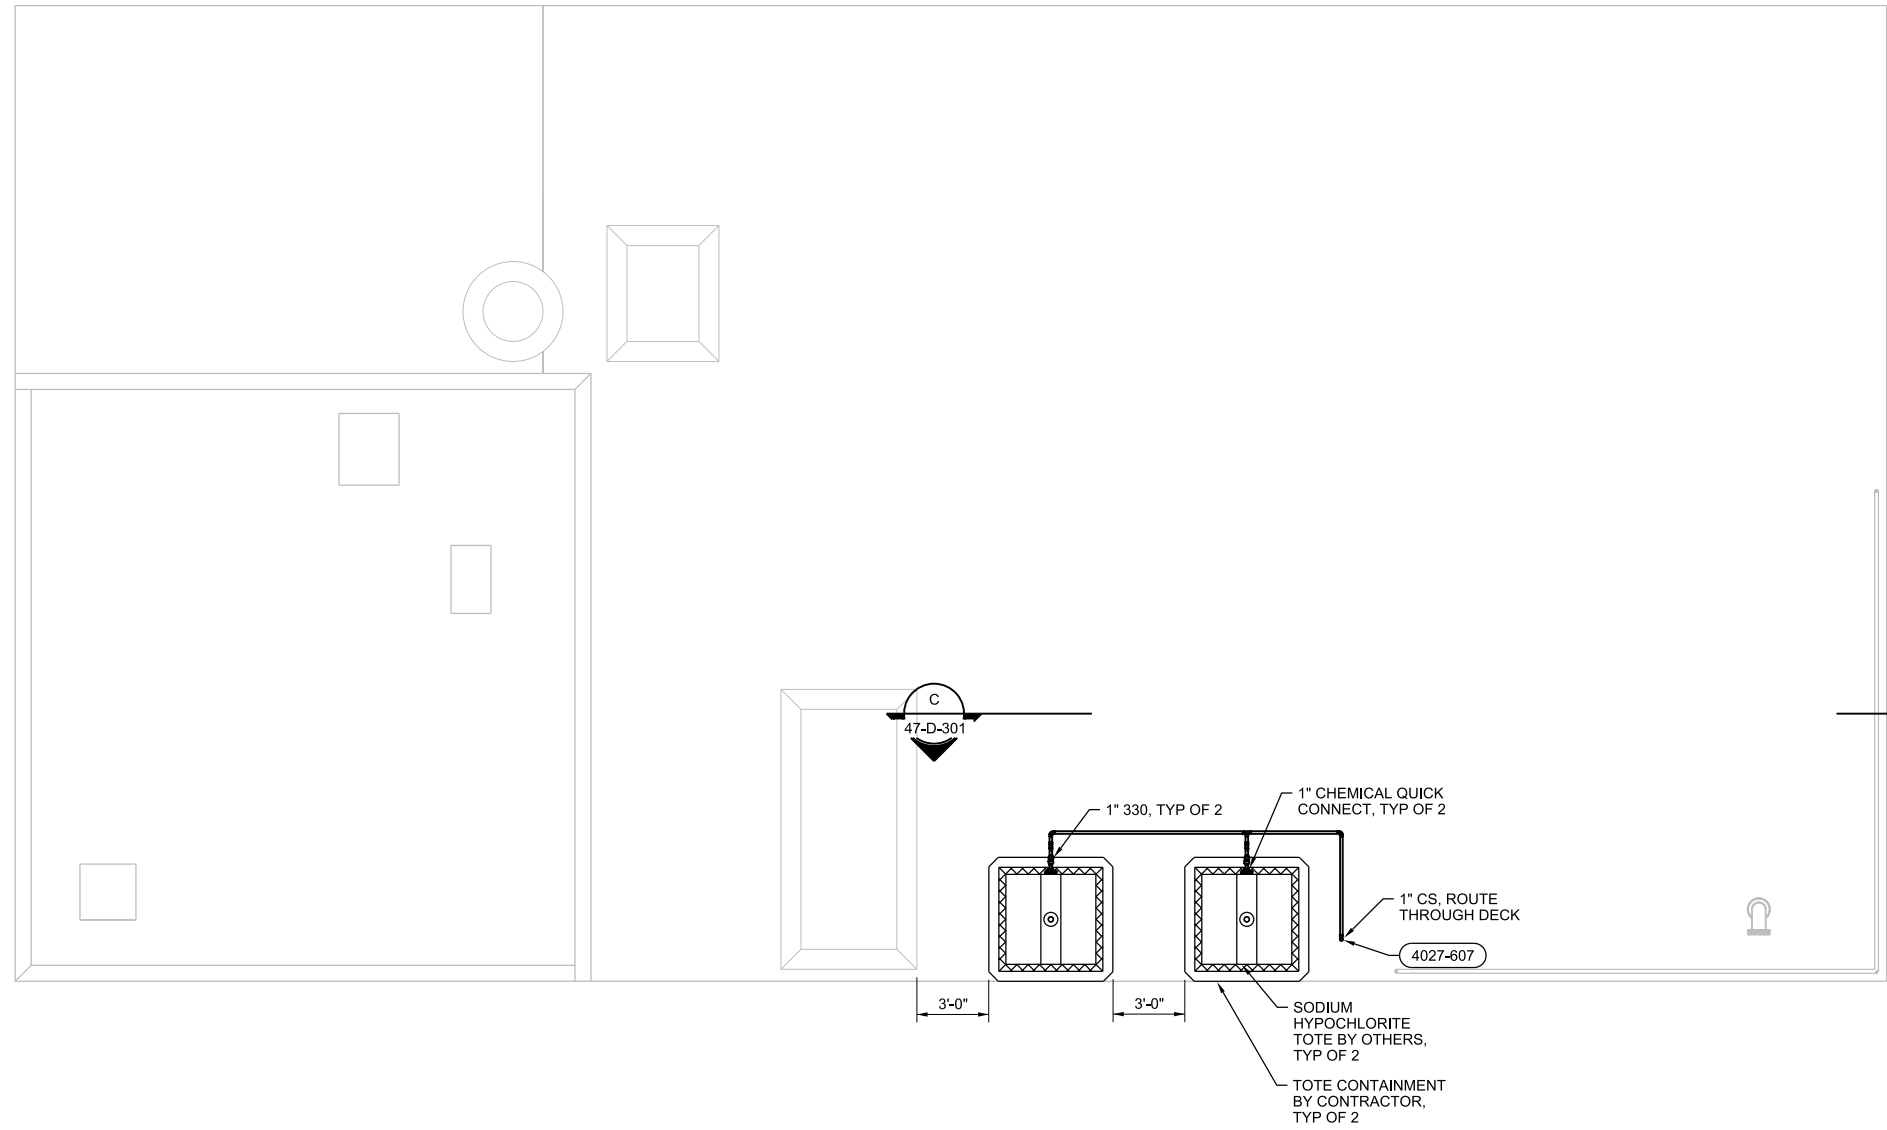 C
47-D-301
1" 330, TYP OF 2
1" CHEMICAL QUICK
CONNECT, TYP OF 2
1" CS, ROUTE
THROUGH DECK
4027-607
3'-0"
3'-0"
SODIUM
HYPOCHLORITE
TOTE BY OTHERS,
TYP OF 2
TOTE CONTAINMENT
BY CONTRACTOR,
TYP OF 2